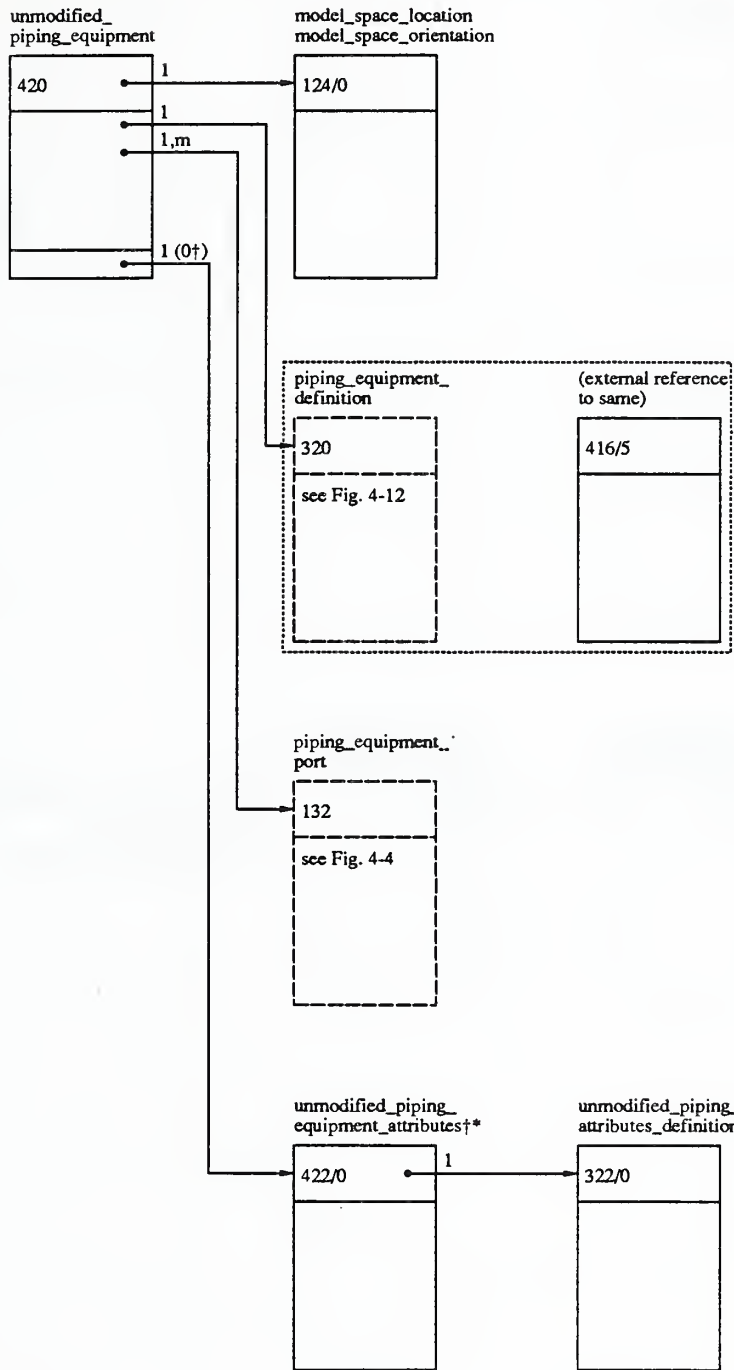 unmodified_
piping_equipment
model_space_location
model_space_orientation
420
1
124/0
1
1,m
1 (0†)
piping_equipment_
definition
(external reference
to same)
320
416/5
see Fig. 4-12
piping_equipment_
port
132
see Fig. 4-4
unmodified_piping_
equipment_attributes†*
unmodified_piping_
attributes_definition
422/0
1
322/0